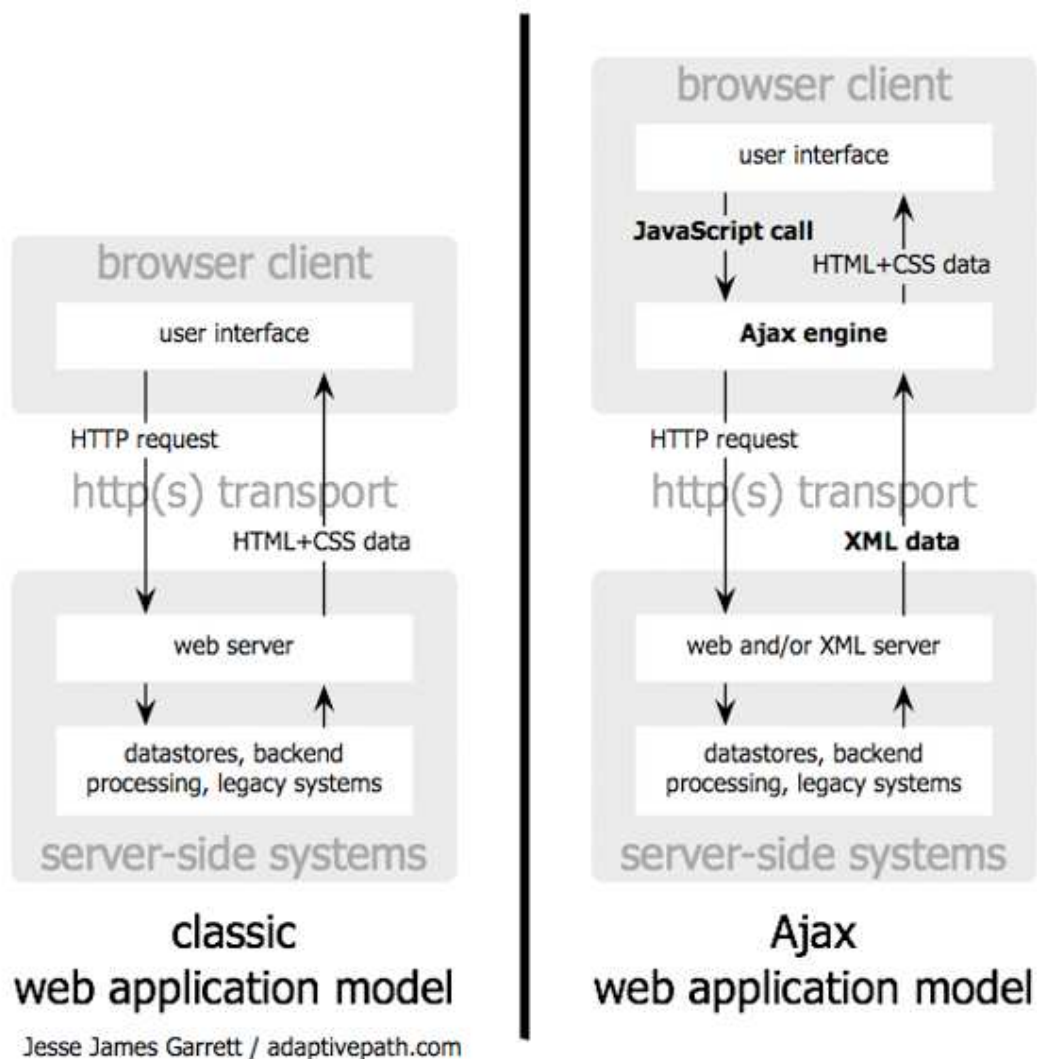 browser client
user interface
HTTP request
http(s) transport
HTML+CSS data
web server
datastores, backend
processing, legacy systems
server-side systems
classic
web application model
Jesse James Garrett / adaptivepath.com
browser client
user interface
JavaScript call
HTML+CSS data
Ajax engine
HTTP request
http(s) transport
XML data
web and/or XML server
datastores, backend
processing, legacy systems
server-side systems
Ajax
web application model